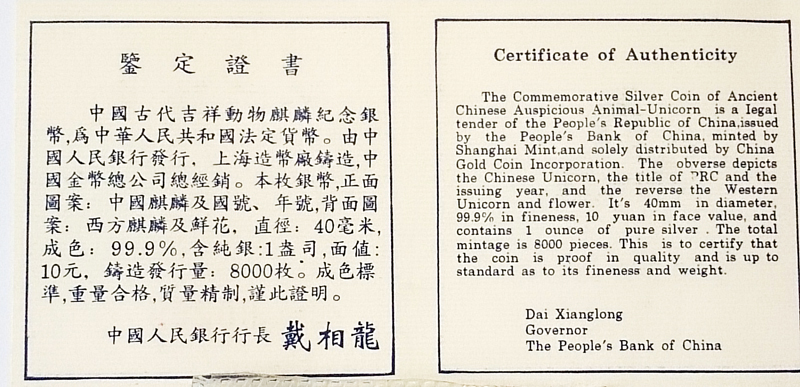 鑒定證書
中國古代吉祥動物麒麟紀念銀
幣,爲中華人民共和國法定貨幣。由中
國人民銀行發行,上海造幣廠鑄造,中
國金幣總公司總經銷。本枚銀幣,正面
圖案:中國麒麟及國號、年號,背面圖
案:西方麒麟及鮮花,直徑:40毫米,
成色:99.9%,含純銀:1盎司,面值:
10元,鑄造發行量:8000枚。成色標
準,重量合格,質量精制,謹此證明。
中國人民銀行行長 戴相龍
Certificate of Authenticity
The Commemorative Silver Coin of Ancient
Chinese Auspicious Animal-Unicorn is a legal
tender of the People's Republic of China,issued
by the People's Bank of China, minted by
Shanghai Mint,and solely distributed by China
Gold Coin Incorporation. The obverse depicts
the Chinese Unicorn, the title of PRC and the
issuing year, and the reverse the Western
Unicorn and flower. It's 40mm in diameter,
99.9% in fineness, 10 yuan in face value, and
contains 1 ounce of pure silver . The total
mintage is 8000 pieces. This is to certify that
the coin is proof in quality and is up to
standard as to its fineness and weight.
Dai Xianglong
Governor
The People's Bank of China